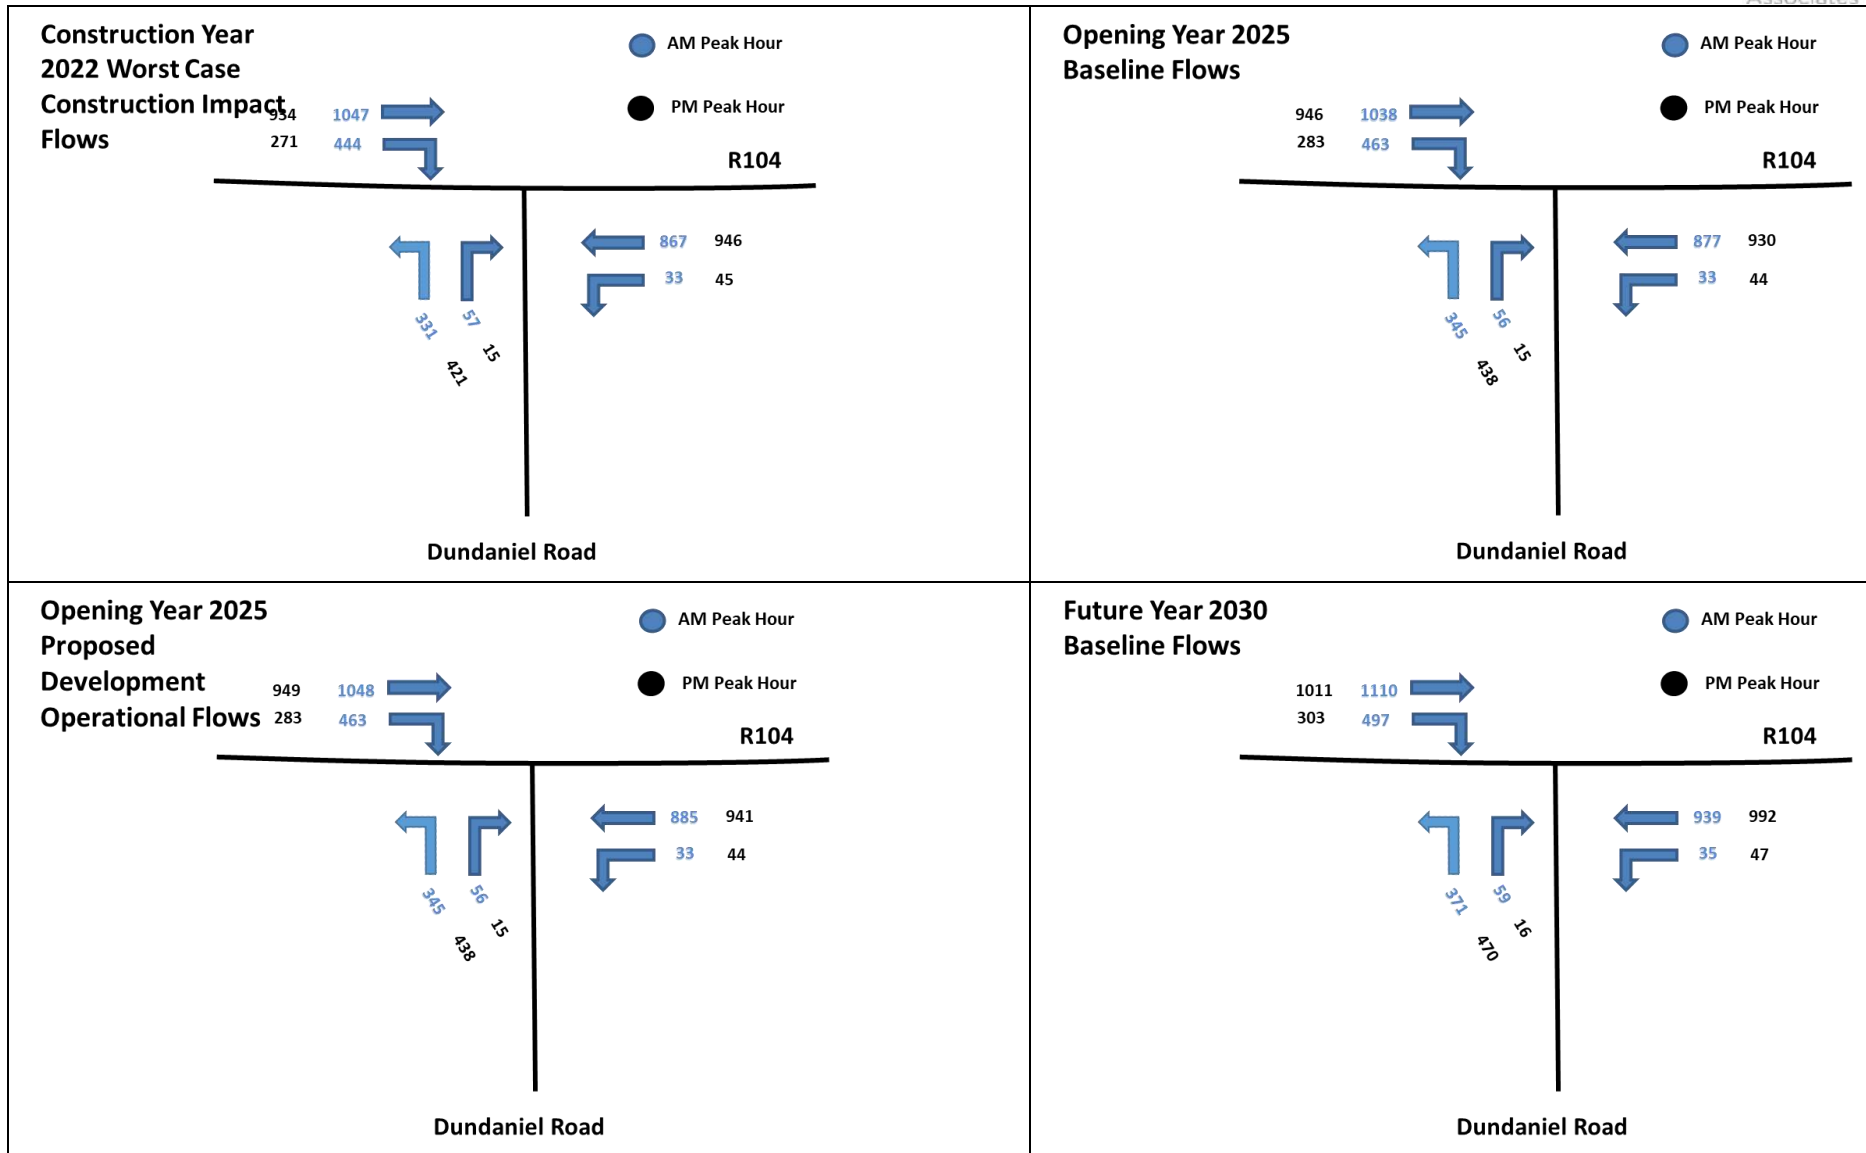 Construction Year
2022 Worst Case
Construction Impact
Flows
AM Peak Hour
PM Peak Hour
934 1047
271 444
R104
867 946
33 45
331 57
421 15
Dundaniel Road
Opening Year 2025
Baseline Flows
AM Peak Hour
PM Peak Hour
946 1038
283 463
R104
877 930
33 44
345 56
438 15
Dundaniel Road
Opening Year 2025
Proposed
Development
Operational Flows
AM Peak Hour
PM Peak Hour
949 1048
283 463
R104
885 941
33 44
345 56
438 15
Dundaniel Road
Future Year 2030
Baseline Flows
AM Peak Hour
PM Peak Hour
1011 1110
303 497
R104
939 992
35 47
371 59
470 16
Dundaniel Road